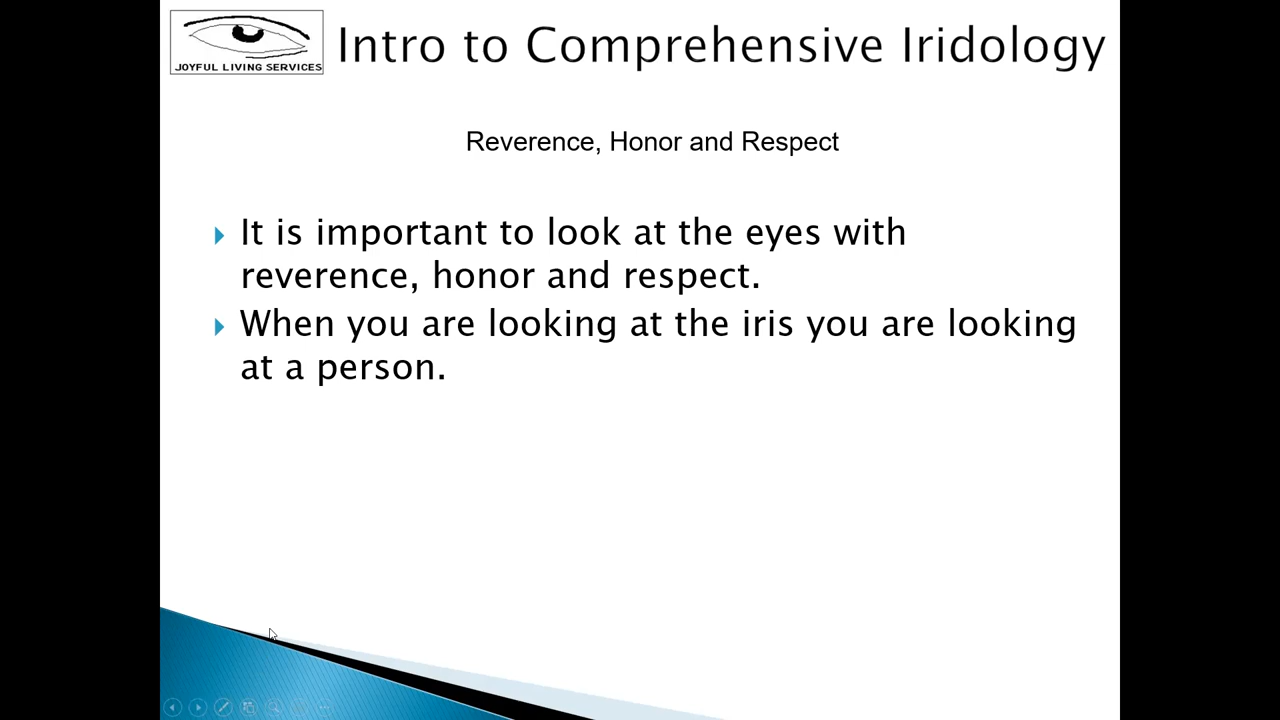 JOYFUL LIVING SERVICES
Intro to Comprehensive Iridology
Reverence, Honor and Respect
It is important to look at the eyes with
reverence, honor and respect.
When you are looking at the iris you are looking
at a person.